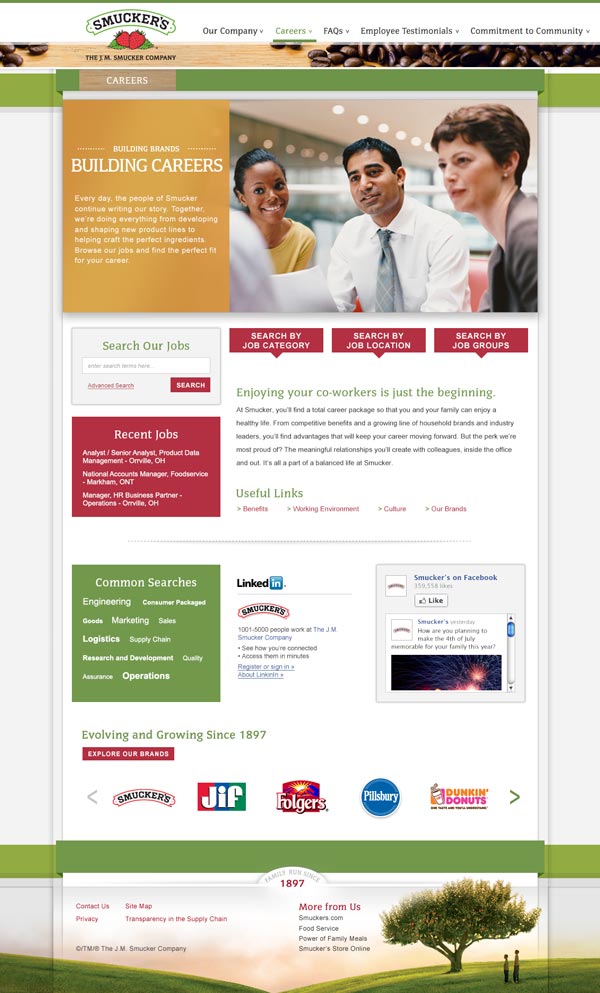 SMUCKER'S
THE J.M. SMUCKER COMPANY
Our Company
Careers
FAQs
Employee Testimonials
Commitment to Community
CAREERS
BUILDING BRANDS
BUILDING CAREERS
Every day, the people of Smucker
continue writing our story. Together,
we're doing everything from developing
and shaping new product lines to
helping craft the perfect ingredients.
Browse our jobs and find the perfect fit
for your career.
Search Our Jobs
enter search terms here...
Advanced Search
SEARCH
SEARCH BY
JOB CATEGORY
SEARCH BY
JOB LOCATION
SEARCH BY
JOB GROUPS
Recent Jobs
Analyst / Senior Analyst, Product Data
Management - Orrville, OH
National Accounts Manager, Foodservice
- Markham, ONT
Manager, HR Business Partner -
Operations - Orrville, OH
Enjoying your co-workers is just the beginning.
At Smucker, you'll find a total career package so that you and your family can enjoy a
healthy life. From competitive benefits and a growing line of household brands and industry
leaders, you'll find advantages that will keep your career moving forward. But the perk we're
most proud of? The meaningful relationships you'll create with colleagues, inside the office
and out. It's all a part of a balanced life at Smucker.
Useful Links
> Benefits > Working Environment > Culture > Our Brands
Common Searches
Engineering Consumer Packaged
Goods Marketing Sales
Logistics Supply Chain
Research and Development Quality
Assurance Operations
Linked in
SMUCKER'S
1001-5000 people work at The J.M.
Smucker Company
• See how you're connected
• Access them in minutes
Register or sign in »
About LinkinIn »
Smucker's on Facebook
359,558 likes
Like
Smucker's yesterday
How are you planning to
make the 4th of July
memorable for your family this year?
Evolving and Growing Since 1897
EXPLORE OUR BRANDS
SMUCKER'S
Jif
Folgers
Pillsbury
DUNKIN'
DONUTS
FAMILY RUN SINCE
1897
Contact Us
Site Map
Privacy
Transparency in the Supply Chain
©/TM/® The J.M. Smucker Company
More from Us
Smuckers.com
Food Service
Power of Family Meals
Smucker's Store Online